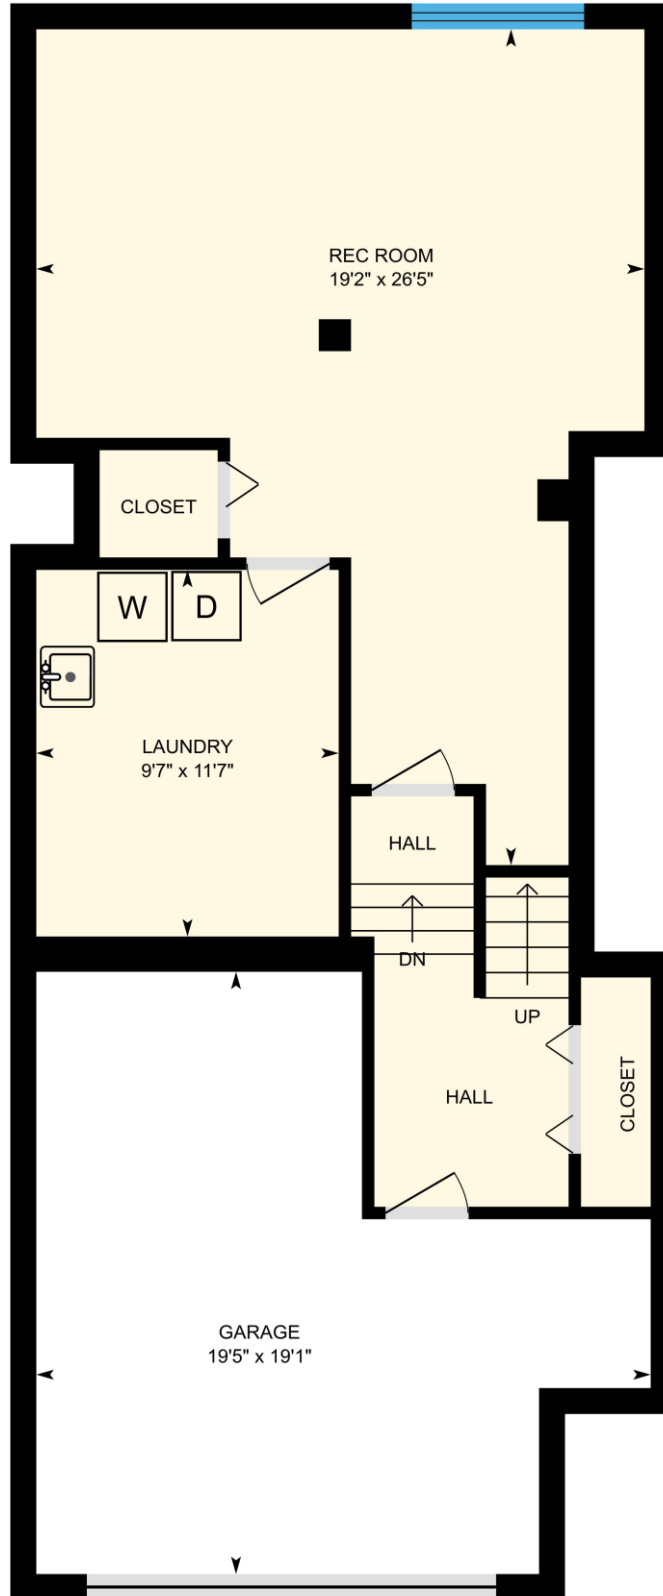 REC ROOM
19'2" x 26'5"
CLOSET
W
D
LAUNDRY
9'7" x 11'7"
HALL
DN
UP
HALL
CLOSET
GARAGE
19'5" x 19'1"